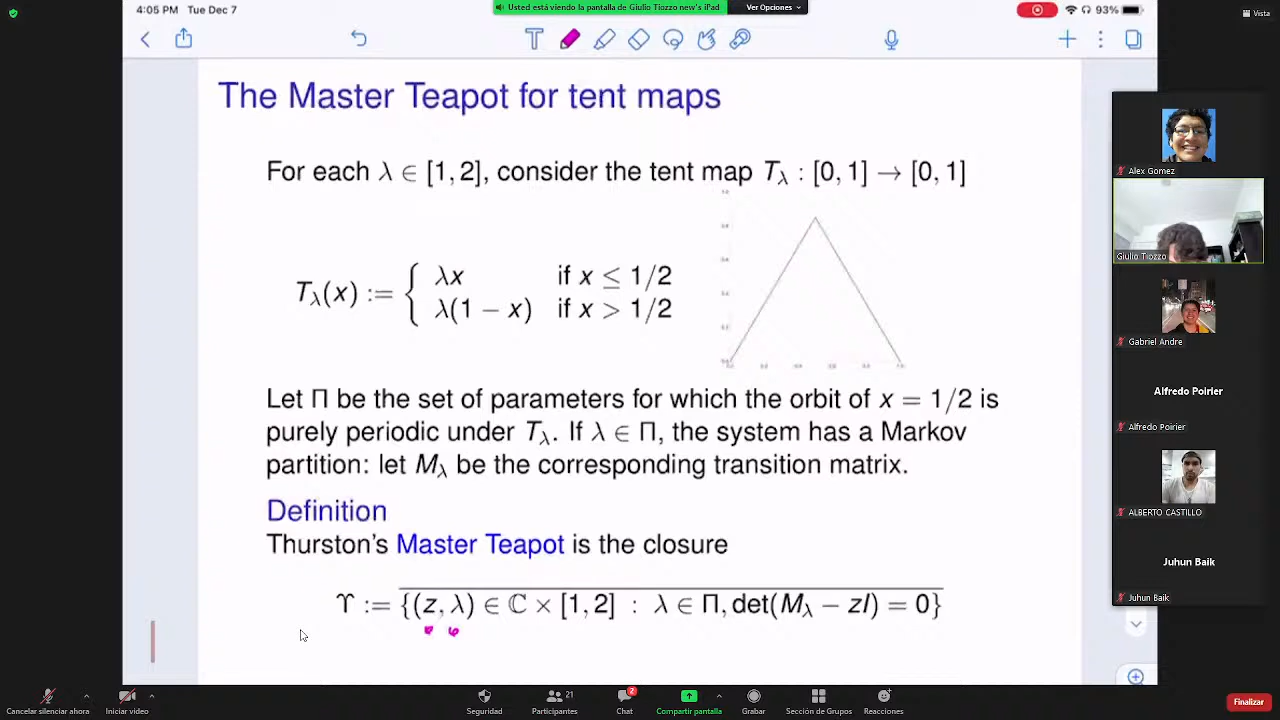 4:05 PM Tue Dec 7
Usted está viendo la pantalla de Giulio Tiozzo new's iPad
Ver Opciones
93%
Vista
The Master Teapot for tent maps
For each λ ∈ [1, 2], consider the tent map Tλ : [0, 1] → [0, 1]
Tλ(x) := { λx if x ≤ 1/2
λ(1 − x) if x > 1/2
Let Π be the set of parameters for which the orbit of x = 1/2 is
purely periodic under Tλ. If λ ∈ Π, the system has a Markov
partition: let Mλ be the corresponding transition matrix.
Definition
Thurston's Master Teapot is the closure
ϒ := {(z, λ) ∈ ℂ × [1, 2] : λ ∈ Π, det(Mλ − zI) = 0}
Alex Gomez
Giulio Tiozzo
Gabriel Andre
Alfredo Poirier
Alfredo Poirier
ALBERTO CASTILLO
Juhun Baik
Juhun Baik
Cancelar silenciar ahora
Iniciar video
Seguridad
21
Participantes
2
Chat
Compartir pantalla
Grabar
Sección de Grupos
Reacciones
Finalizar